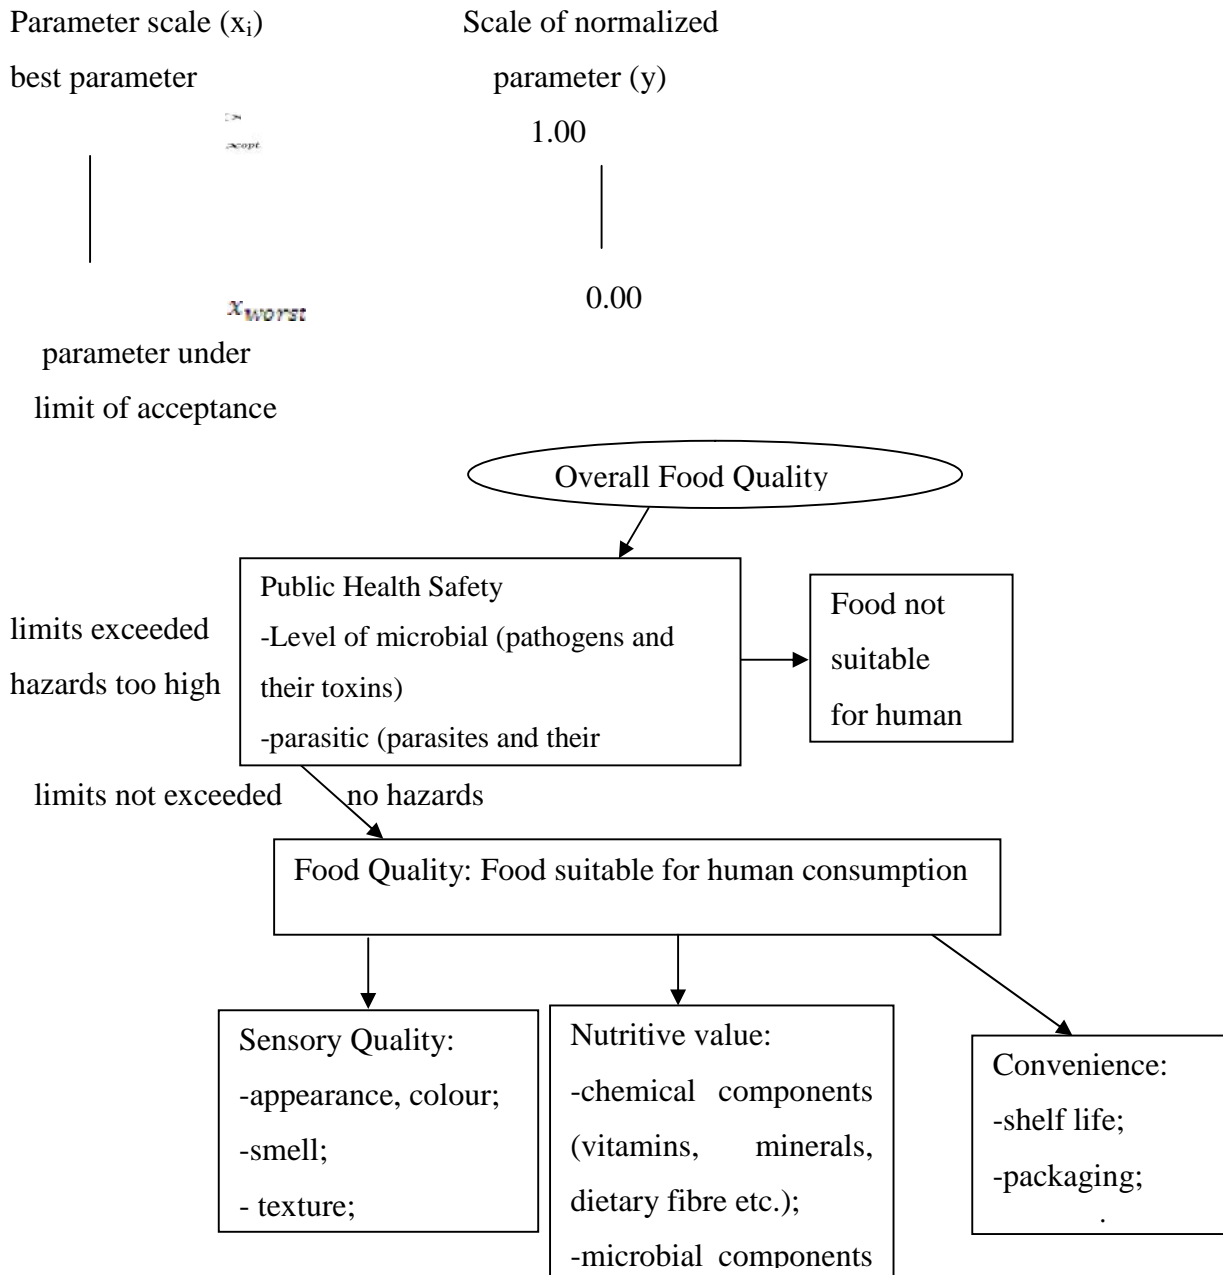 Parameter scale (xi) Scale of normalized
best parameter parameter (y)
xopt 1.00
xworst 0.00
parameter under
limit of acceptance
Overall Food Quality
Public Health Safety
-Level of microbial (pathogens and
their toxins)
-parasitic (parasites and their
limits exceeded
hazards too high
Food not
suitable
for human
limits not exceeded no hazards
Food Quality: Food suitable for human consumption
Sensory Quality:
-appearance, colour;
-smell;
- texture;
Nutritive value:
-chemical components
(vitamins, minerals,
dietary fibre etc.);
-microbial components
Convenience:
-shelf life;
-packaging;
.